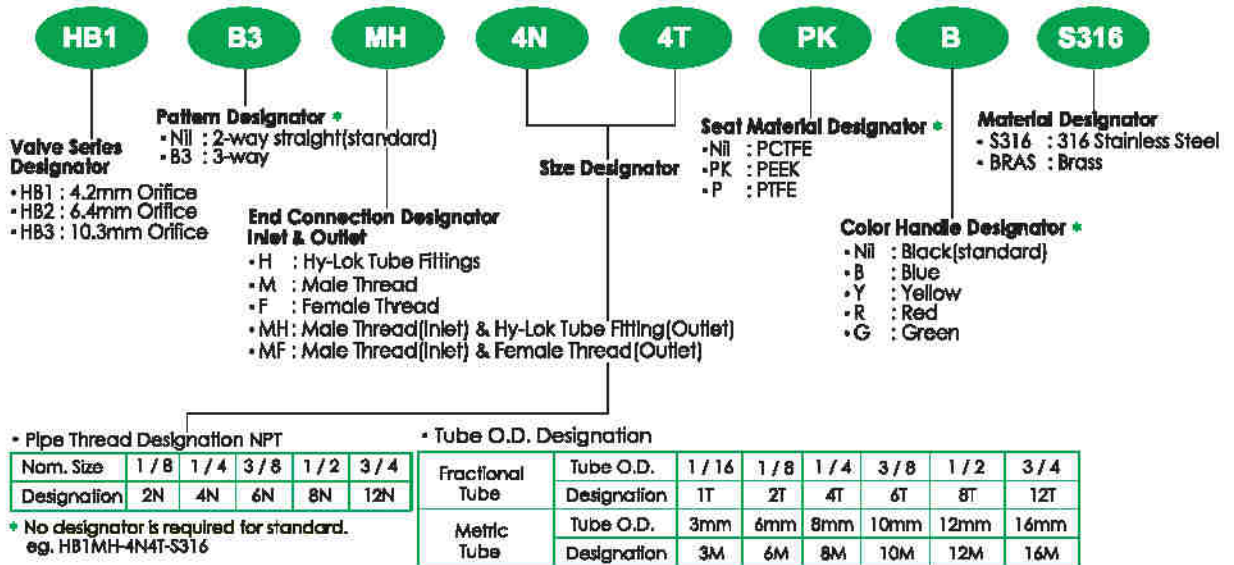 HB1 B3 MH 4N 4T PK B S316
Valve Series
Designator
•HB1 : 4.2mm Orifice
•HB2 : 6.4mm Orifice
•HB3 : 10.3mm Orifice
Pattern Designator *
•Nil : 2-way straight(standard)
•B3 : 3-way
End Connection Designator
Inlet & Outlet
•H : Hy-Lok Tube Fittings
•M : Male Thread
•F : Female Thread
•MH : Male Thread(Inlet) & Hy-Lok Tube Fitting(Outlet)
•MF : Male Thread(Inlet) & Female Thread(Outlet)
Size Designator
Seat Material Designator *
•Nil : PCTFE
•PK : PEEK
•P : PTFE
Color Handle Designator *
•Nil : Black(standard)
•B : Blue
•Y : Yellow
•R : Red
•G : Green
Material Designator
• S316 : 316 Stainless Steel
• BRAS : Brass
• Pipe Thread Designation NPT
Nom. Size 1/8 1/4 3/8 1/2 3/4
Designation 2N 4N 6N 8N 12N
* No designator is required for standard.
eg. HB1MH-4N4T-S316
• Tube O.D. Designation
Fractional
Tube
Tube O.D. 1/16 1/8 1/4 3/8 1/2 3/4
Designation 1T 2T 4T 6T 8T 12T
Metric
Tube
Tube O.D. 3mm 6mm 8mm 10mm 12mm 16mm
Designation 3M 6M 8M 10M 12M 16M